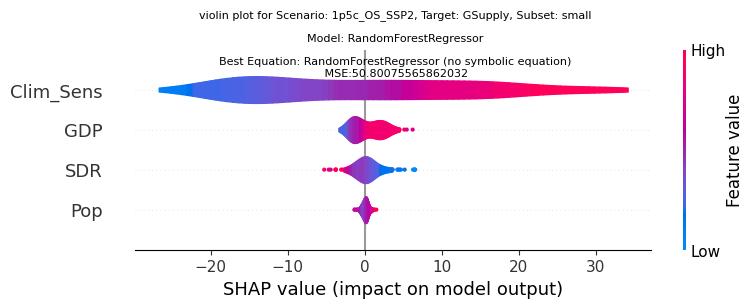 violin plot for Scenario: 1p5c_OS_SSP2, Target: GSupply, Subset: small
Model: RandomForestRegressor
Best Equation: RandomForestRegressor (no symbolic equation)
MSE:50.80075565862032
High
Clim_Sens
GDP
SDR
Pop
Feature value
Low
−20 −10 0 10 20 30
SHAP value (impact on model output)